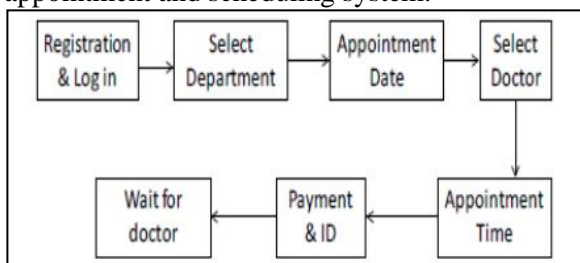 appointment and scheduling system.
Registration
& Log in
Select
Department
Appointment
Date
Select
Doctor
Appointment
Time
Payment
& ID
Wait for
doctor